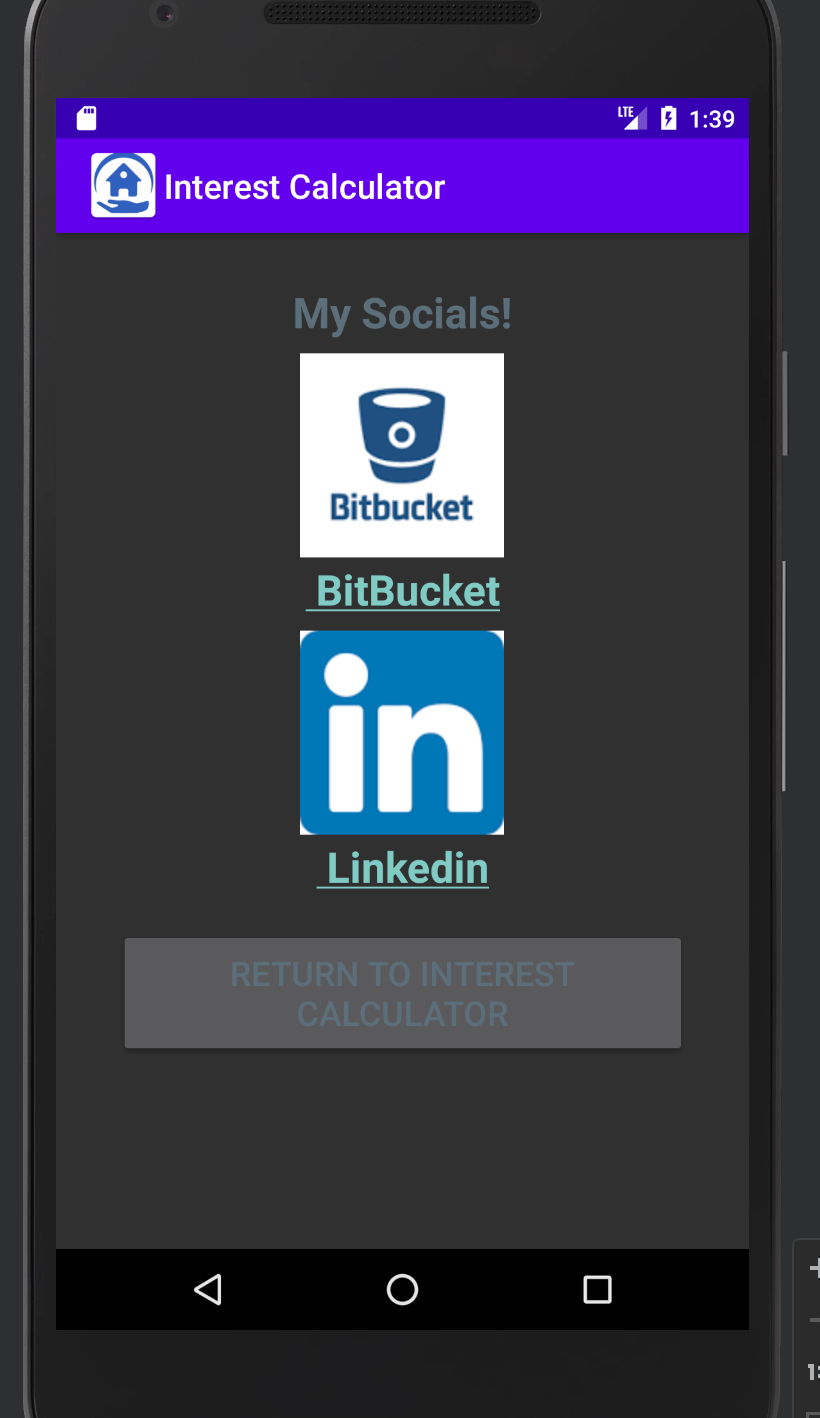 LTE 1:39
Interest Calculator
My Socials!
Bitbucket
BitBucket
in
Linkedin
RETURN TO INTEREST
CALCULATOR